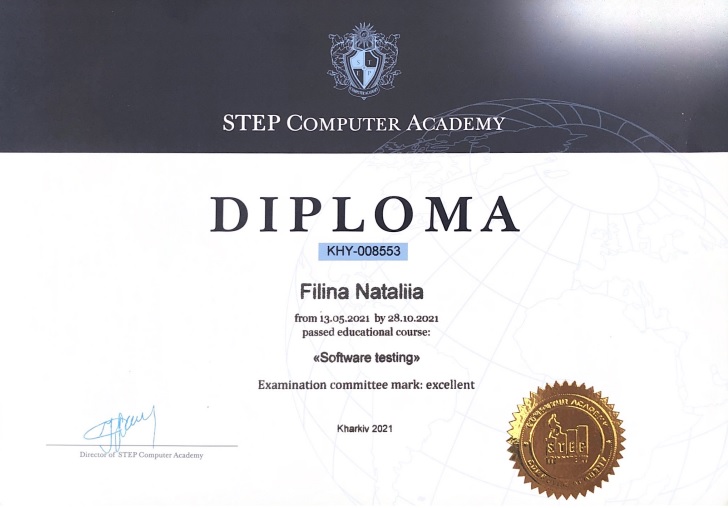 STEP COMPUTER ACADEMY
DIPLOMA
KHY-008553
Filina Nataliia
from 13.05.2021 by 28.10.2021
passed educational course:
«Software testing»
Examination committee mark: excellent
Kharkiv 2021
Director of STEP Computer Academy
COMPUTER ACADEMY
STEP